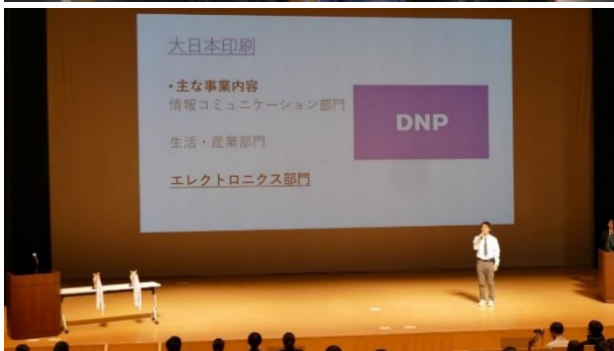 大日本印刷
・主な事業内容
情報コミュニケーション部門
生活・産業部門
エレクトロニクス部門
DNP